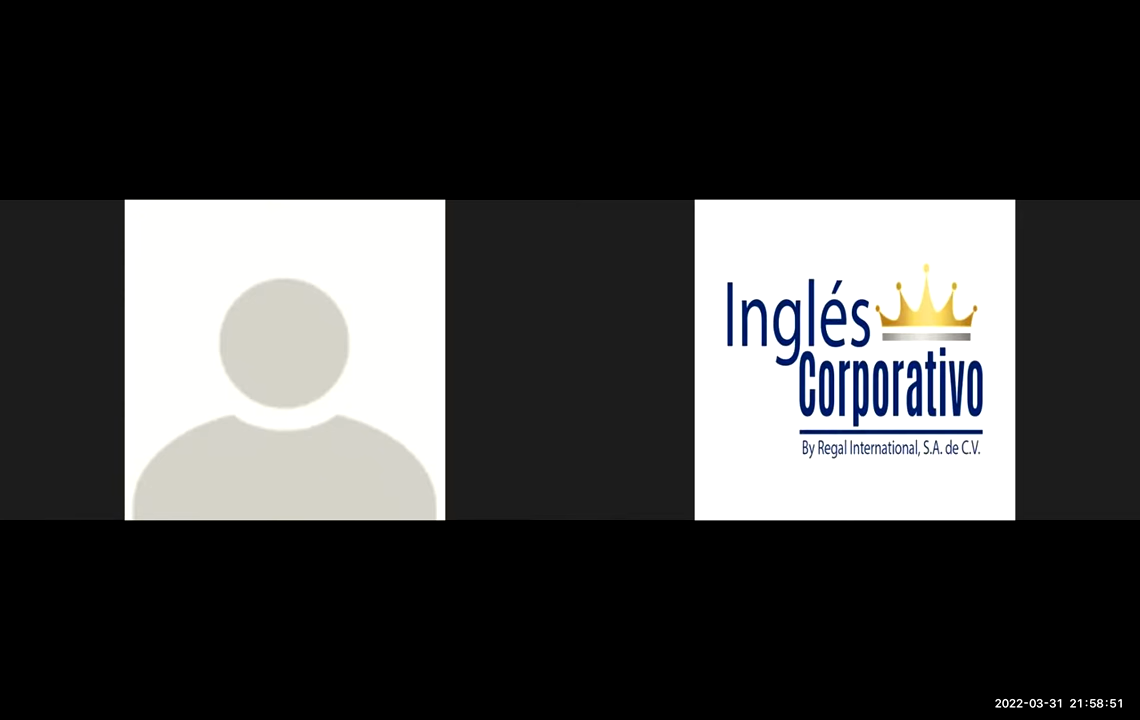 Inglés
Corporativo
By Regal International, S.A. de C.V.
2022-03-31 21:58:51